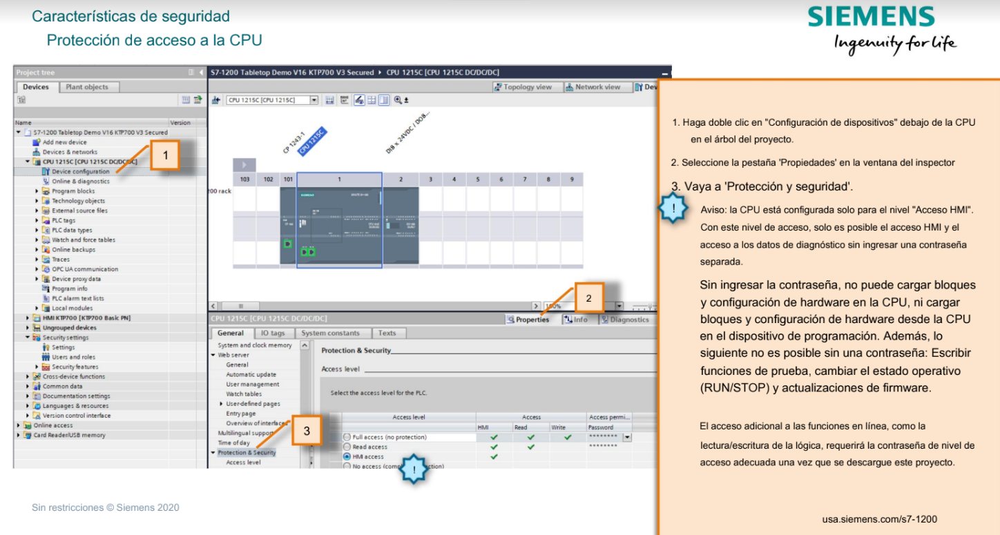 Características de seguridad
Protección de acceso a la CPU
SIEMENS
Ingenuity for life
Project tree
Devices
Plant objects
Name
Version
S7-1200 Tabletop Demo V16 KTP700 V3 Secured
Add new device
Devices & networks
CPU 1215C [CPU 1215C DC/DC/DC]
Device configuration
Online & diagnostics
Program blocks
Technology objects
External source files
PLC tags
PLC data types
Watch and force tables
Online backups
Traces
OPC UA communication
Device proxy data
Program info
PLC alarm text lists
Local modules
HMI KTP700 [KTP700 Basic PN]
Ungrouped devices
Security settings
Settings
Users and roles
Security features
Cross-device functions
Common data
Documentation settings
Languages & resources
Version control interface
Online access
Card Reader/USB memory
1
S7-1200 Tabletop Demo V16 KTP700 V3 Secured
CPU 1215C [CPU 1215C DC/DC/DC]
Topology view
Network view
Dev
CPU 1215C [CPU 1215C]
CP 1243-1
CPU 1215C
DI8 x 24VDC / DO8...
103 102 101 1 2 3 4 5 6 7 8 9
00 rack
SIEMENS
100%
2
CPU 1215C [CPU 1215C DC/DC/DC]
Properties
Info
Diagnostics
General
IO tags
System constants
Texts
System and clock memory
Web server
General
Automatic update
User management
Watch tables
User-defined pages
Entry page
Overview of interfaces
Multilingual support
Time of day
Protection & Security
Access level
3
Protection & Security
Access level
Select the access level for the PLC.
Access level Access Access permi...
HMI Read Write Password
Full access (no protection) ********
Read access ********
HMI access
No access (compl ction)
!
1. Haga doble clic en "Configuración de dispositivos" debajo de la CPU
en el árbol del proyecto.
2. Seleccione la pestaña 'Propiedades' en la ventana del inspector
3. Vaya a 'Protección y seguridad'.
!
Aviso: la CPU está configurada solo para el nivel "Acceso HMI".
Con este nivel de acceso, solo es posible el acceso HMI y el
acceso a los datos de diagnóstico sin ingresar una contraseña
separada.
Sin ingresar la contraseña, no puede cargar bloques
y configuración de hardware en la CPU, ni cargar
bloques y configuración de hardware desde la CPU
en el dispositivo de programación. Además, lo
siguiente no es posible sin una contraseña: Escribir
funciones de prueba, cambiar el estado operativo
(RUN/STOP) y actualizaciones de firmware.
El acceso adicional a las funciones en línea, como la
lectura/escritura de la lógica, requerirá la contraseña de nivel de
acceso adecuada una vez que se descargue este proyecto.
Sin restricciones © Siemens 2020
usa.siemens.com/s7-1200